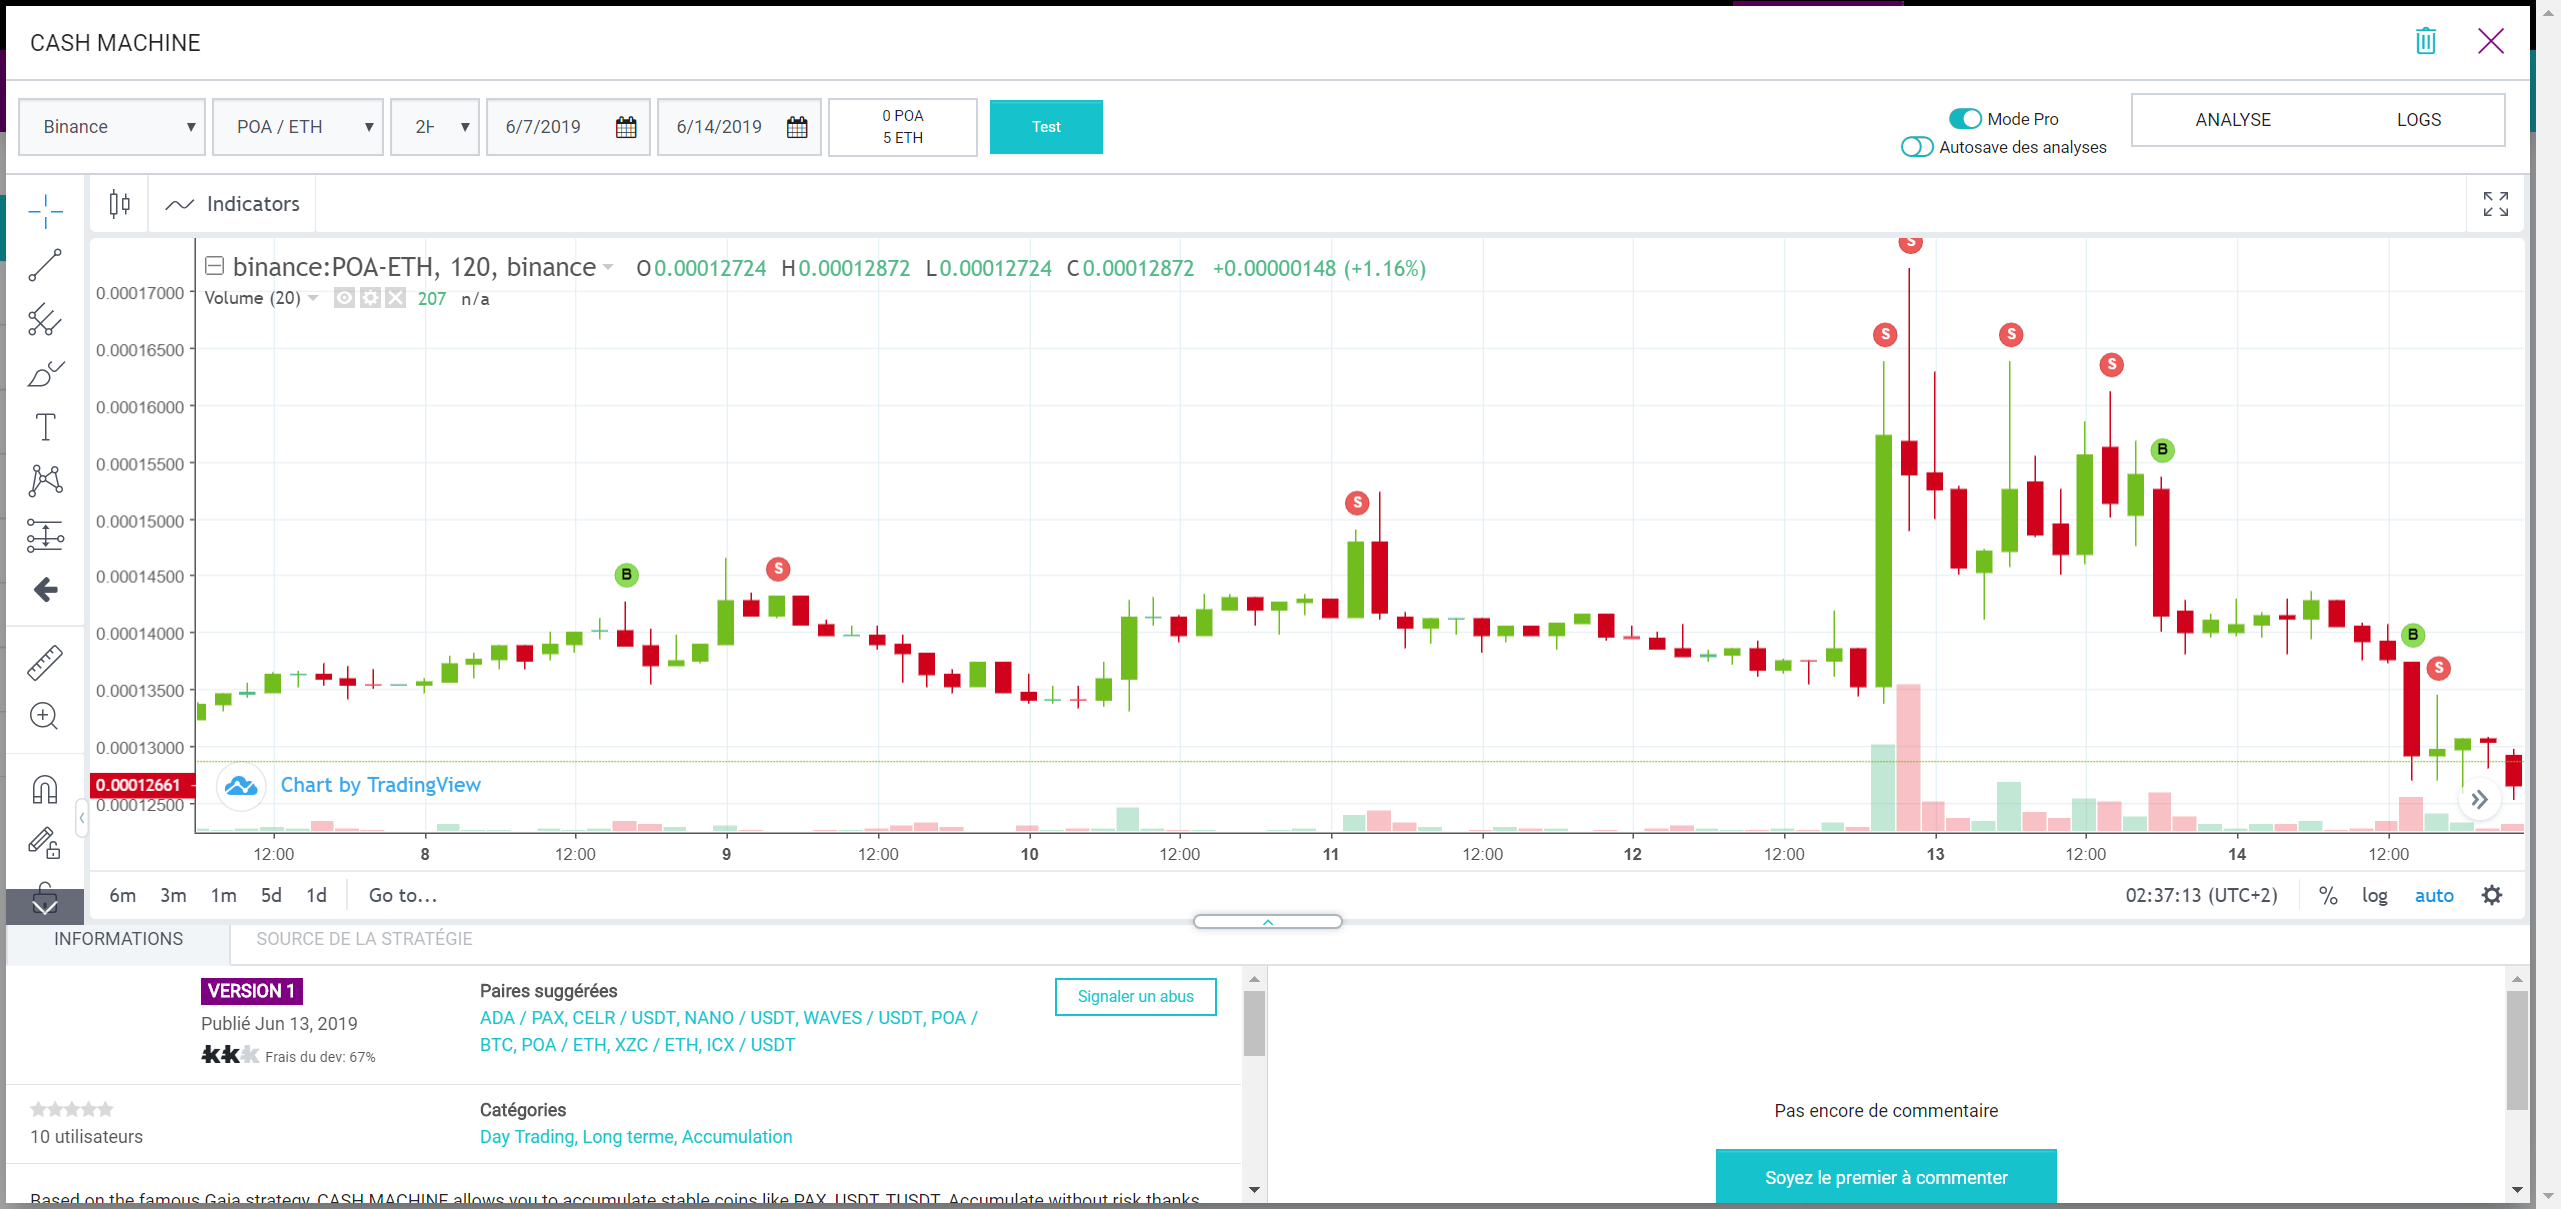 CASH MACHINE
Binance POA / ETH 2H 6/7/2019 6/14/2019 0 POA
5 ETH
Test
Mode Pro
Autosave des analyses
ANALYSE LOGS
Indicators
binance:POA-ETH, 120, binance O0.00012724 H0.00012872 L0.00012724 C0.00012872 +0.00000148 (+1.16%)
Volume (20) 207 n/a
0.00017000
0.00016500
0.00016000
0.00015500
0.00015000
0.00014500
0.00014000
0.00013500
0.00013000
0.00012661
0.00012500
S
S
S
S
B
S
B
S
B
S
Chart by TradingView
12:00 8 12:00 9 12:00 10 12:00 11 12:00 12 12:00 13 12:00 14 12:00
6m 3m 1m 5d 1d Go to... 02:37:13 (UTC+2) % log auto
INFORMATIONS SOURCE DE LA STRATÉGIE
VERSION 1
Publié Jun 13, 2019
Frais du dev: 67%
Paires suggérées
ADA / PAX, CELR / USDT, NANO / USDT, WAVES / USDT, POA /
BTC, POA / ETH, XZC / ETH, ICX / USDT
Signaler un abus
10 utilisateurs
Catégories
Day Trading, Long terme, Accumulation
Based on the famous Gaia strategy, CASH MACHINE allows you to accumulate stable coins like PAX, USDT, TUSDT. Accumulate without risk thanks
Pas encore de commentaire
Soyez le premier à commenter